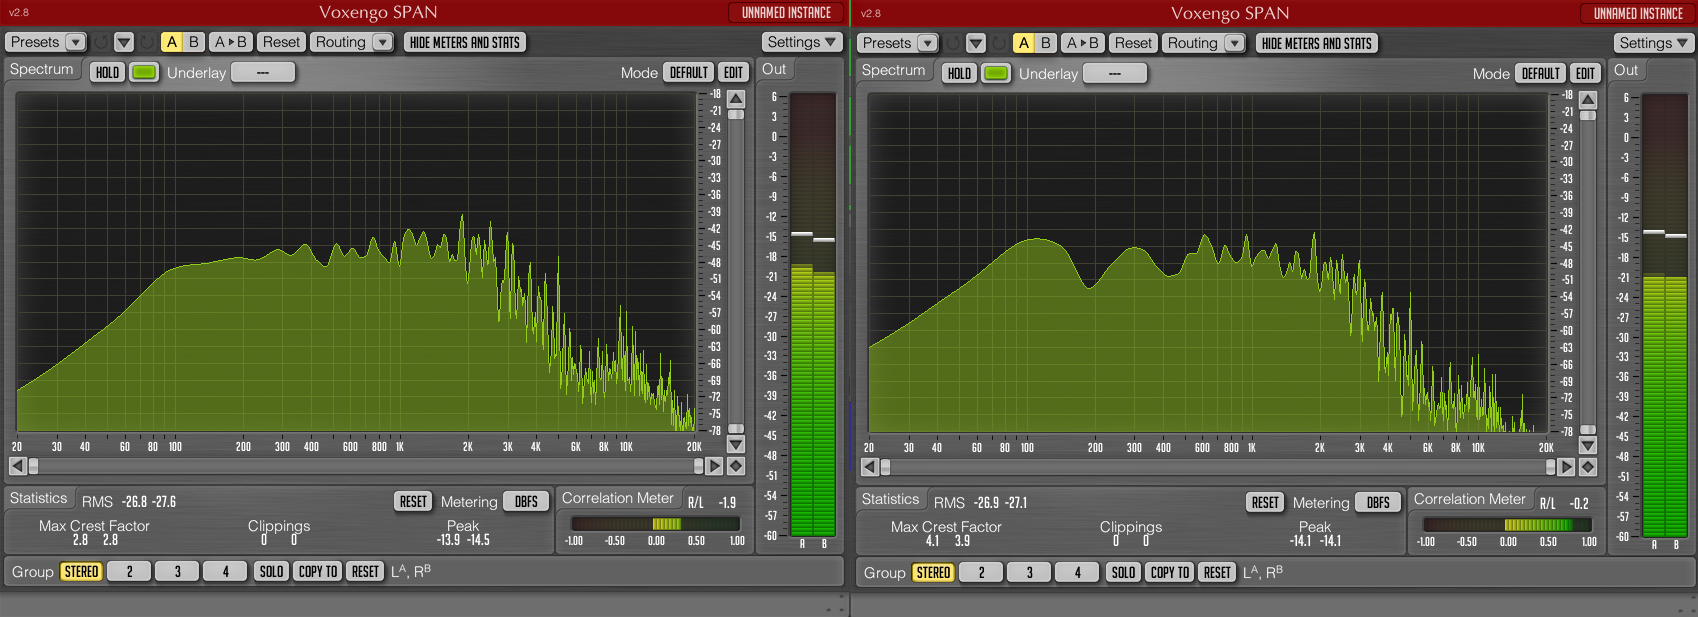 v2.8 Voxengo SPAN UNNAMED INSTANCE
Presets A B A▸B Reset Routing HIDE METERS AND STATS Settings
Spectrum HOLD Underlay --- Mode DEFAULT EDIT Out
-18 -21 -24 -27 -30 -33 -36 -39 -42 -45 -48 -51 -54 -57 -60 -63 -66 -69 -72 -75 -78
6 3 0 -3 -6 -9 -12 -15 -18 -21 -24 -27 -30 -33 -36 -39 -42 -45 -48 -51 -54 -57 -60
A B
20 30 40 60 80 100 200 300 400 600 800 1K 2K 3K 4K 6K 8K 10K 20K
Statistics RMS -26.8 -27.6 RESET Metering DBFS Correlation Meter R/L -1.9
Max Crest Factor Clippings Peak
2.8 2.8 0 0 -13.9 -14.5
-1.00 -0.50 0.00 0.50 1.00
Group STEREO 2 3 4 SOLO COPY TO RESET Lᴬ, Rᴮ
v2.8 Voxengo SPAN UNNAMED INSTANCE
Presets A B A▸B Reset Routing HIDE METERS AND STATS Settings
Spectrum HOLD Underlay --- Mode DEFAULT EDIT Out
-18 -21 -24 -27 -30 -33 -36 -39 -42 -45 -48 -51 -54 -57 -60 -63 -66 -69 -72 -75 -78
6 3 0 -3 -6 -9 -12 -15 -18 -21 -24 -27 -30 -33 -36 -39 -42 -45 -48 -51 -54 -57 -60
A B
20 30 40 60 80 100 200 300 400 600 800 1K 2K 3K 4K 6K 8K 10K 20K
Statistics RMS -26.9 -27.1 RESET Metering DBFS Correlation Meter R/L -0.2
Max Crest Factor Clippings Peak
4.1 3.9 0 0 -14.1 -14.1
-1.00 -0.50 0.00 0.50 1.00
Group STEREO 2 3 4 SOLO COPY TO RESET Lᴬ, Rᴮ